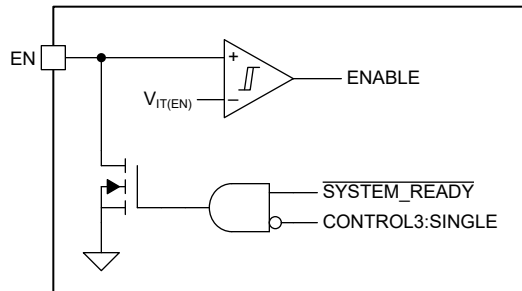 EN
ENABLE
V_IT(EN)
+
−
SYSTEM_READY
CONTROL3:SINGLE